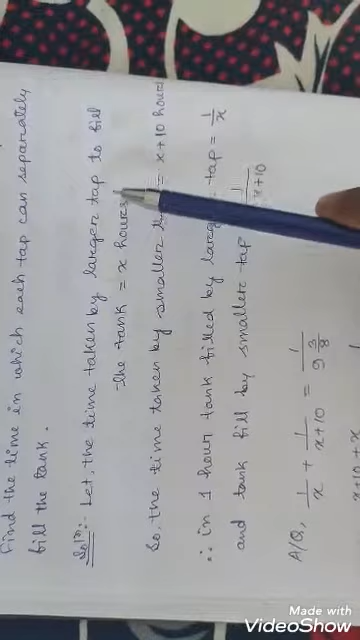 Find the time in which each tap can separately
fill the tank.
Solⁿ:- Let, the time taken by larger tap to fill
the tank = x hours
So, the time taken by smaller = x+10 hours
∴ in 1 hour tank filled by tap = 1/x
and tank fill by smaller tap 1/x+10
A/Q, 1/x + 1/x+10 = 1/9 3/8
x+10+x
Made with
VideoShow